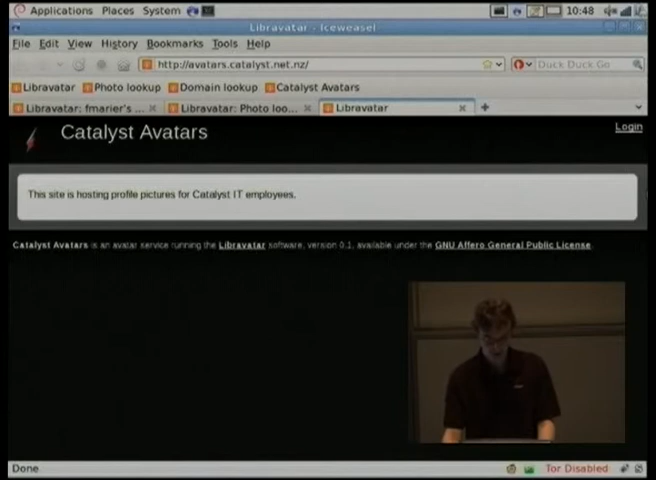 Applications Places System 10:48
Libravatar - Iceweasel
File Edit View History Bookmarks Tools Help
http://avatars.catalyst.net.nz/ Duck Duck Go
Libravatar Photo lookup Domain lookup Catalyst Avatars
Libravatar: fmarier's ... Libravatar: Photo loo... Libravatar
Catalyst Avatars Login
This site is hosting profile pictures for Catalyst IT employees.
Catalyst Avatars is an avatar service running the Libravatar software, version 0.1, available under the GNU Affero General Public License.
Done Tor Disabled